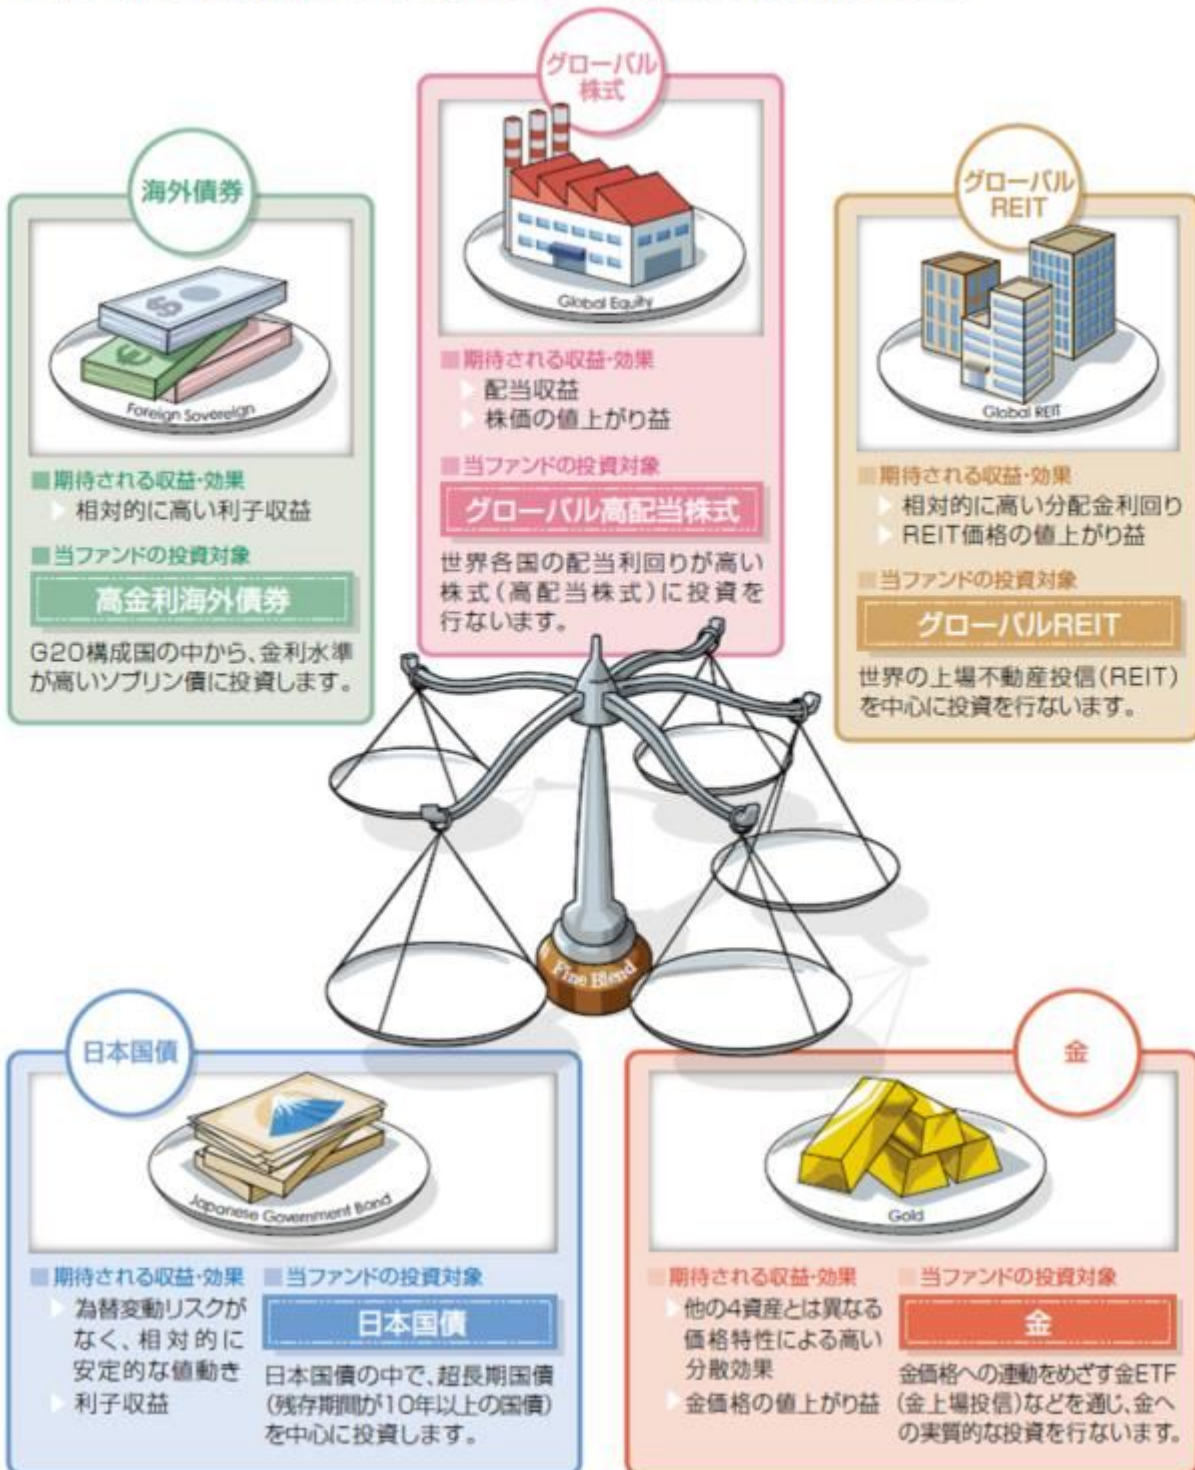 グローバル
株式
Global Equity
■期待される収益・効果
配当収益
株価の値上がり益
■当ファンドの投資対象
グローバル高配当株式
世界各国の配当利回りが高い
株式(高配当株式)に投資を
行ないます。
海外債券
Foreign Sovereign
■期待される収益・効果
相対的に高い利子収益
■当ファンドの投資対象
高金利海外債券
G20構成国の中から、金利水準
が高いソブリン債に投資します。
グローバル
REIT
Global REIT
■期待される収益・効果
相対的に高い分配金利回り
REIT価格の値上がり益
■当ファンドの投資対象
グローバルREIT
世界の上場不動産投信(REIT)
を中心に投資を行ないます。
Fine Blend
日本国債
Japanese Government Bond
■期待される収益・効果
為替変動リスクが
なく、相対的に
安定的な値動き
利子収益
■当ファンドの投資対象
日本国債
日本国債の中で、超長期国債
(残存期間が10年以上の国債)
を中心に投資します。
金
Gold
■期待される収益・効果
他の4資産とは異なる
価格特性による高い
分散効果
金価格の値上がり益
■当ファンドの投資対象
金
金価格への連動をめざす金ETF
(金上場投信)などを通じ、金へ
の実質的な投資を行ないます。